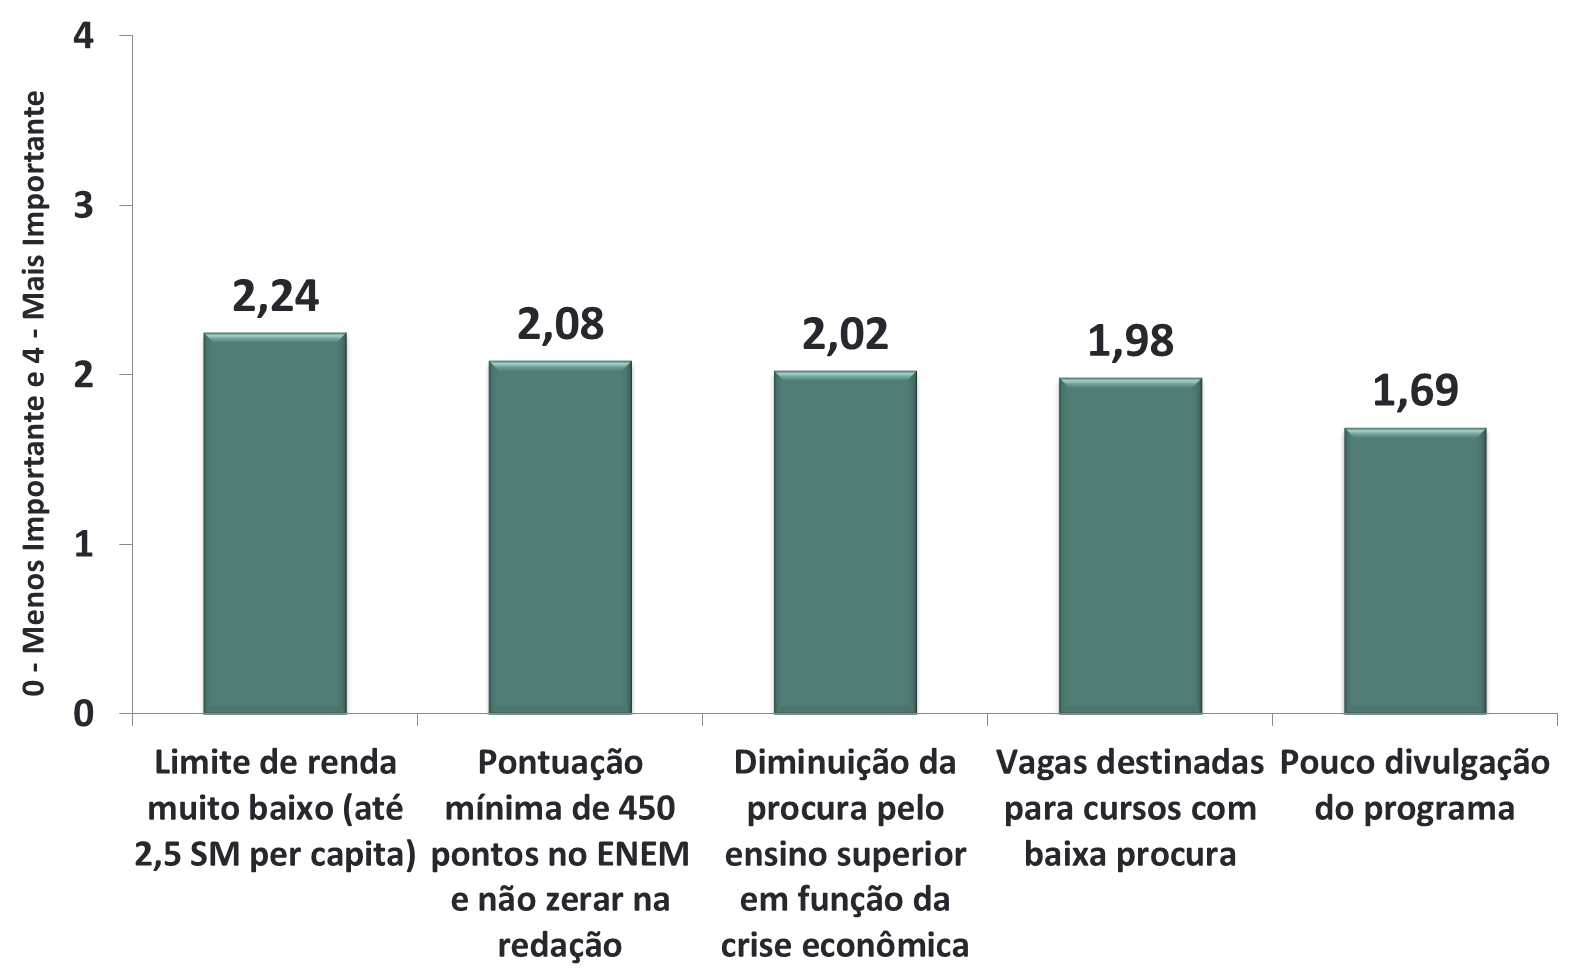 0 - Menos Importante e 4 - Mais Importante
4
3
2
1
0
2,24
2,08
2,02
1,98
1,69
Limite de renda
muito baixo (até
2,5 SM per capita)
Pontuação
mínima de 450
pontos no ENEM
e não zerar na
redação
Diminuição da
procura pelo
ensino superior
em função da
crise econômica
Vagas destinadas
para cursos com
baixa procura
Pouco divulgação
do programa